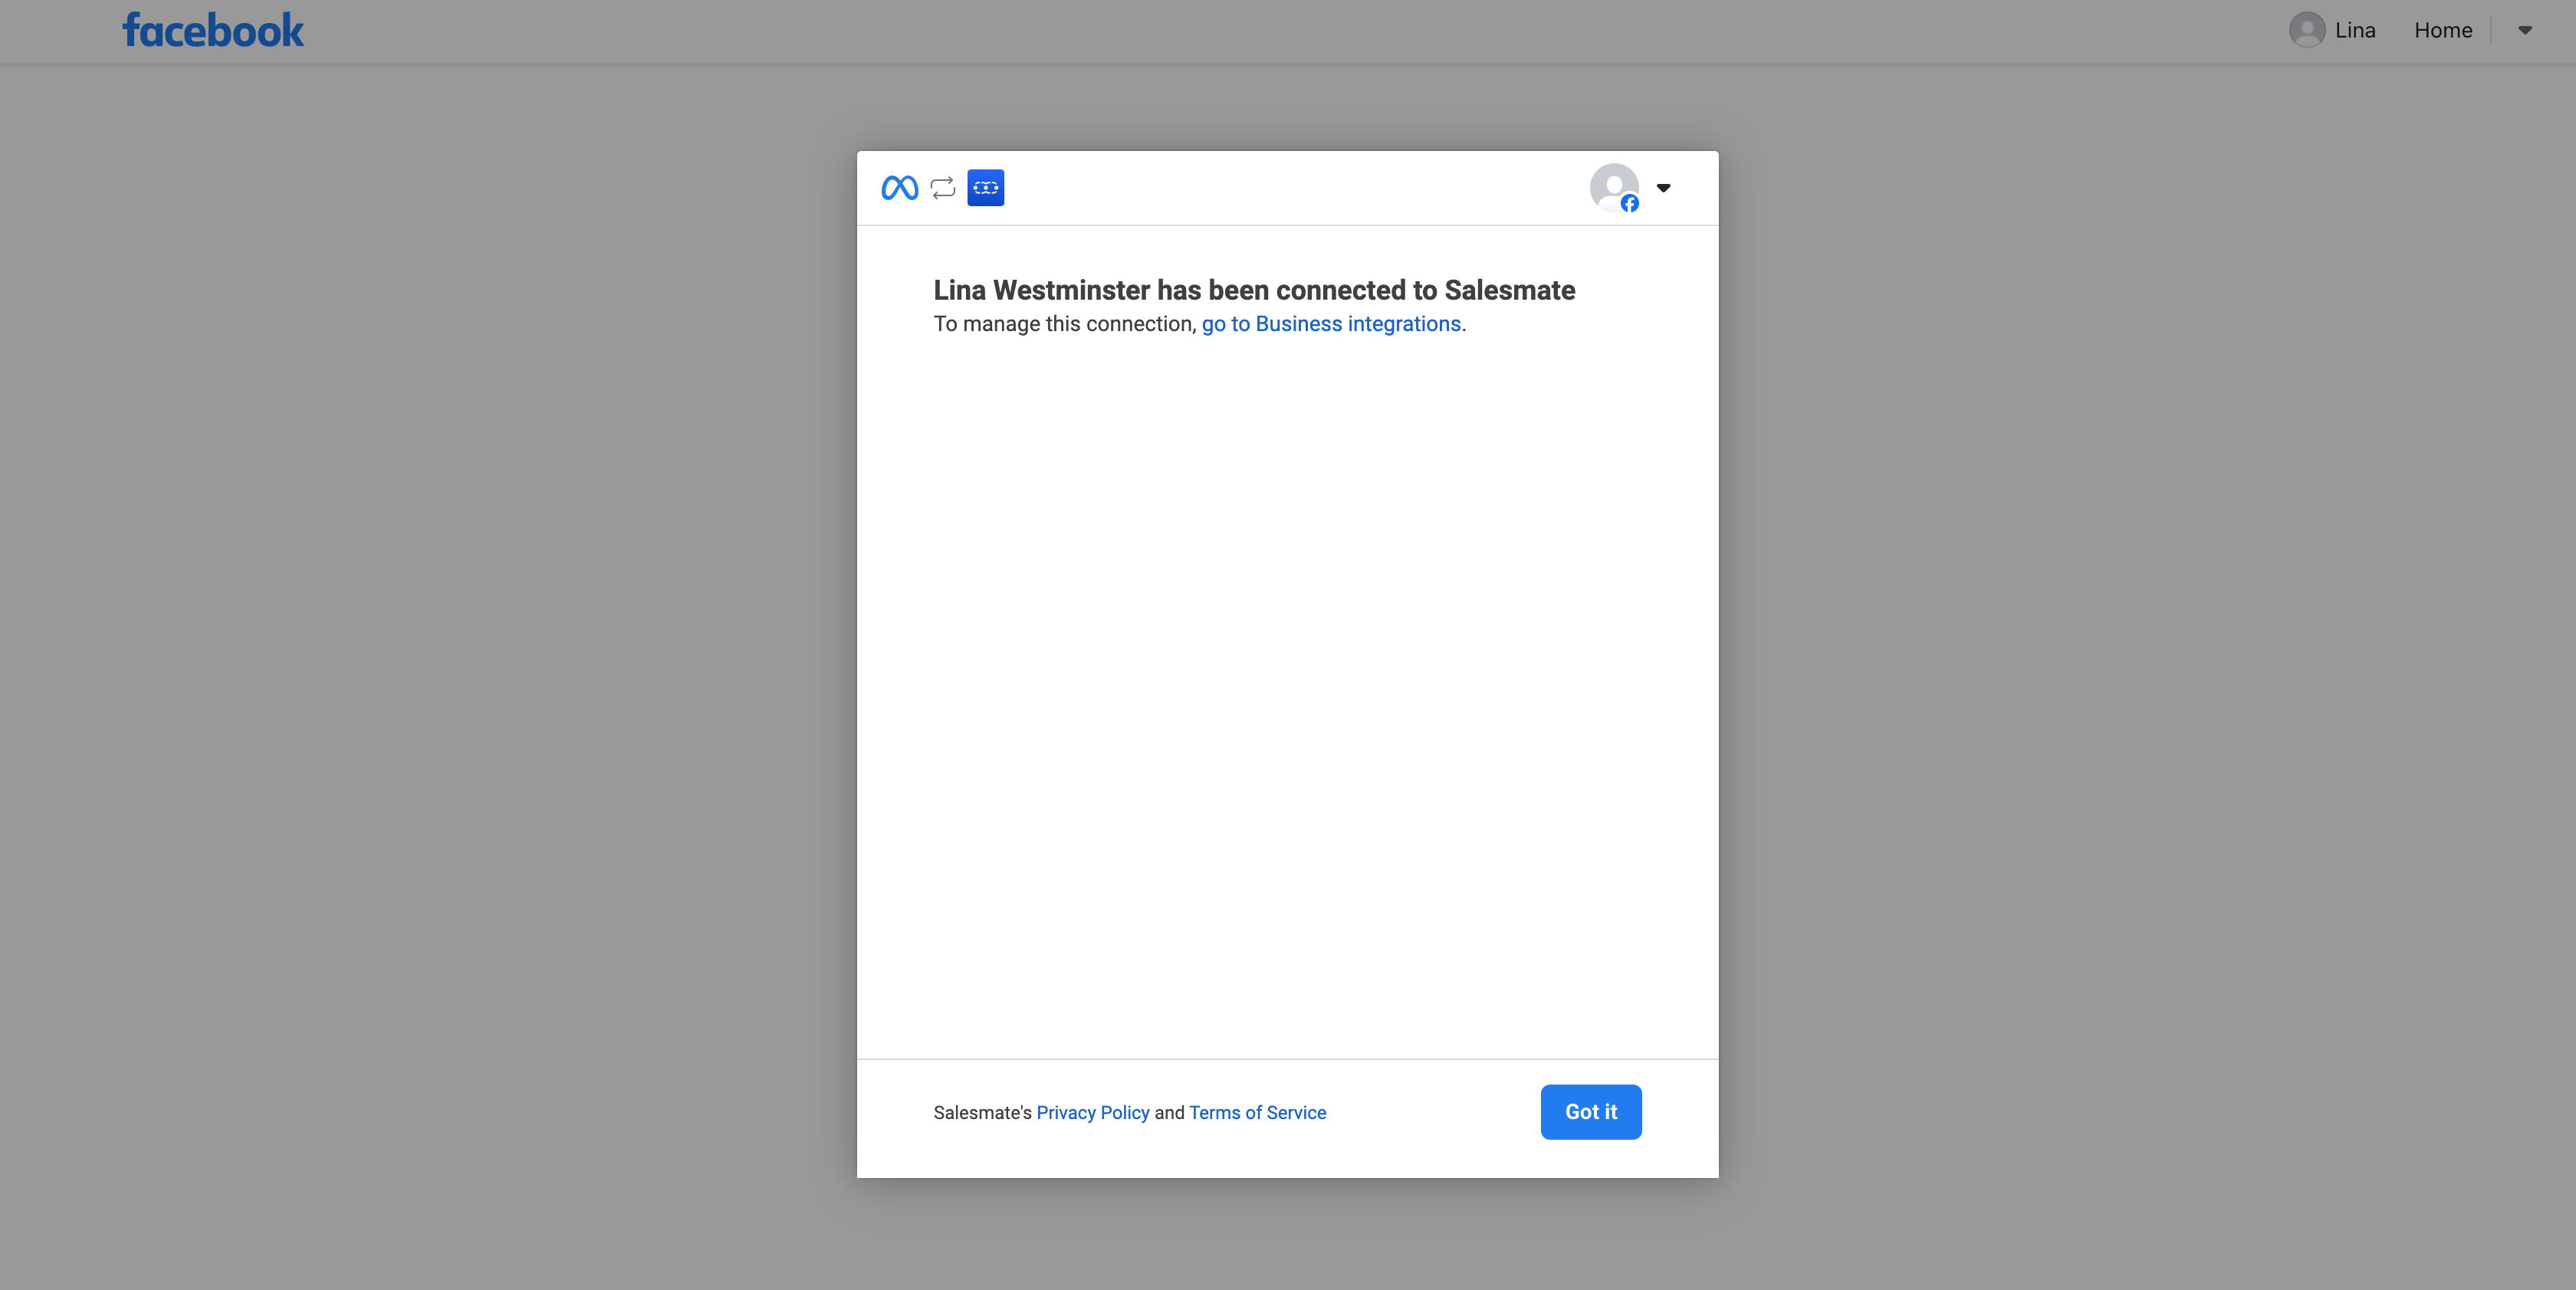 facebook
Lina Home
Lina Westminster has been connected to Salesmate
To manage this connection, go to Business integrations.
Salesmate's Privacy Policy and Terms of Service
Got it